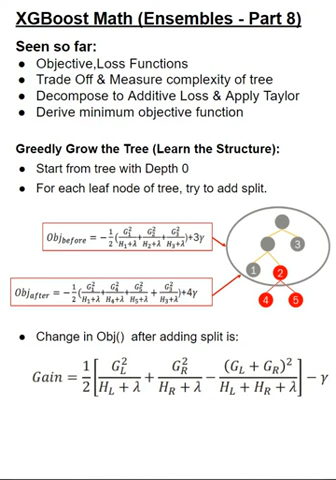 XGBoost Math (Ensembles - Part 8)
Seen so far:
● Objective,Loss Functions
● Trade Off & Measure complexity of tree
● Decompose to Additive Loss & Apply Taylor
● Derive minimum objective function
Greedly Grow the Tree (Learn the Structure):
● Start from tree with Depth 0
● For each leaf node of tree, try to add split.
Obj_before = -1/2(G_1^2/(H_1+λ) + G_2^2/(H_2+λ) + G_3^2/(H_3+λ))+3γ
3
1 2
Obj_after = -1/2(G_1^2/(H_1+λ) + G_4^2/(H_4+λ) + G_5^2/(H_5+λ) + G_3^2/(H_3+λ))+4γ
4 5
● Change in Obj() after adding split is:
Gain = 1/2[G_L^2/(H_L + λ) + G_R^2/(H_R + λ) - (G_L + G_R)^2/(H_L + H_R + λ)] - γ